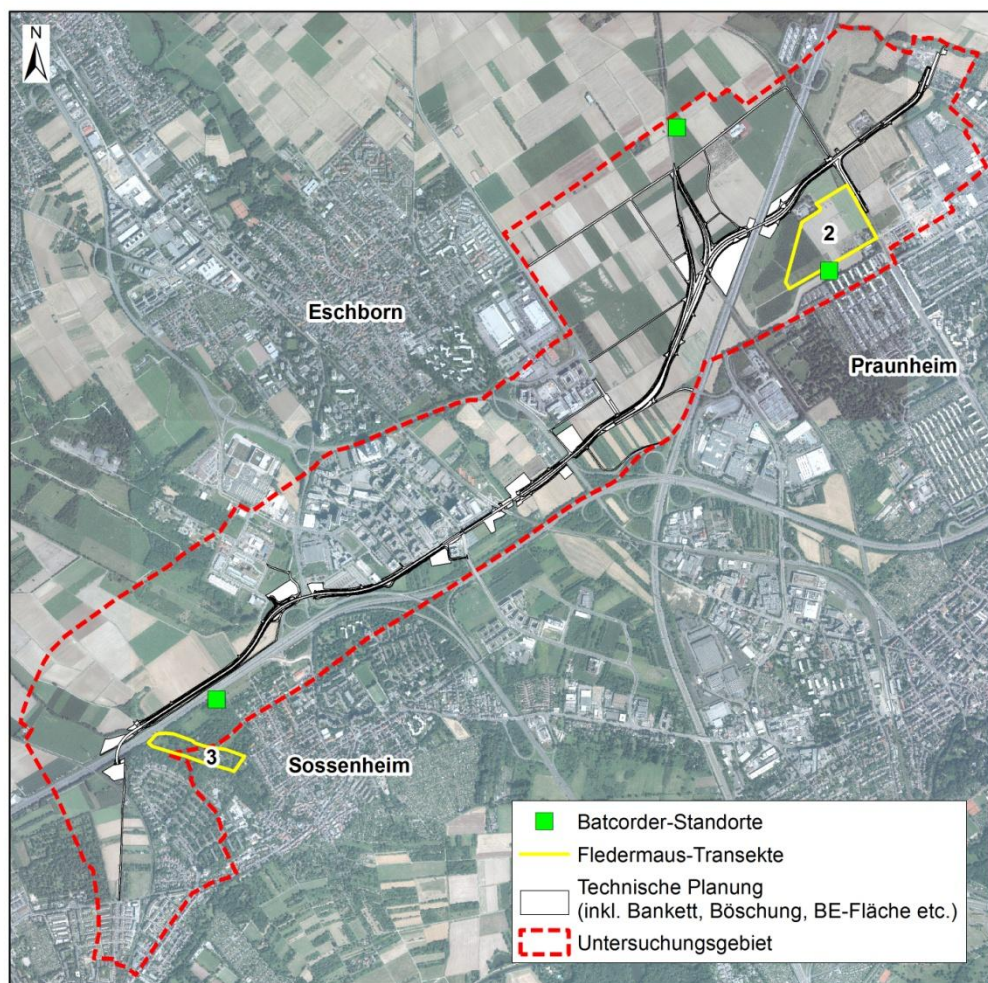 N
2
Eschborn
Praunheim
3
Sossenheim
Batcorder-Standorte
Fledermaus-Transekte
Technische Planung
(inkl. Bankett, Böschung, BE-Fläche etc.)
Untersuchungsgebiet